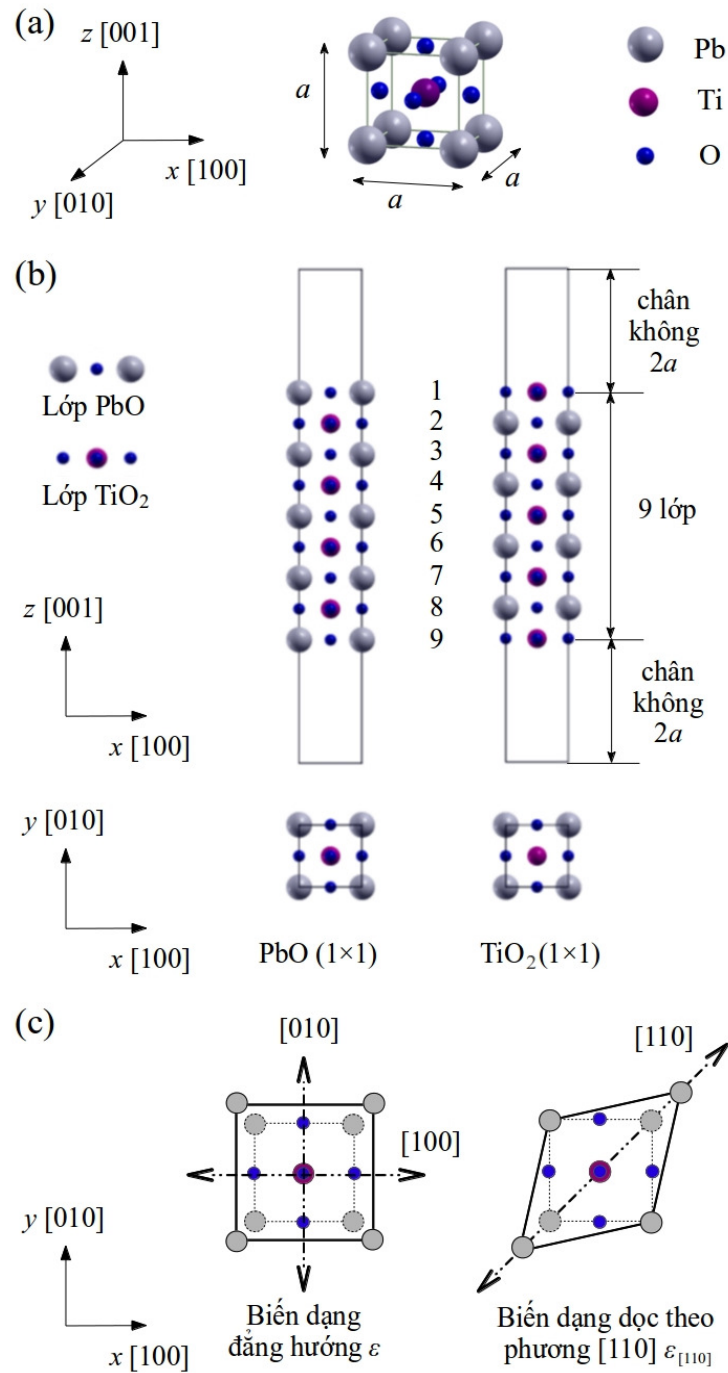 (a)
z [001]
x [100]
y [010]
a
a
a
Pb
Ti
O
(b)
Lớp PbO
Lớp TiO₂
z [001]
x [100]
1
2
3
4
5
6
7
8
9
chân
không
2a
9 lớp
chân
không
2a
y [010]
x [100]
PbO (1×1)
TiO₂(1×1)
(c)
[010]
[100]
[110]
y [010]
x [100]
Biến dạng
đẳng hướng ε
Biến dạng dọc theo
phương [110] ε[110]